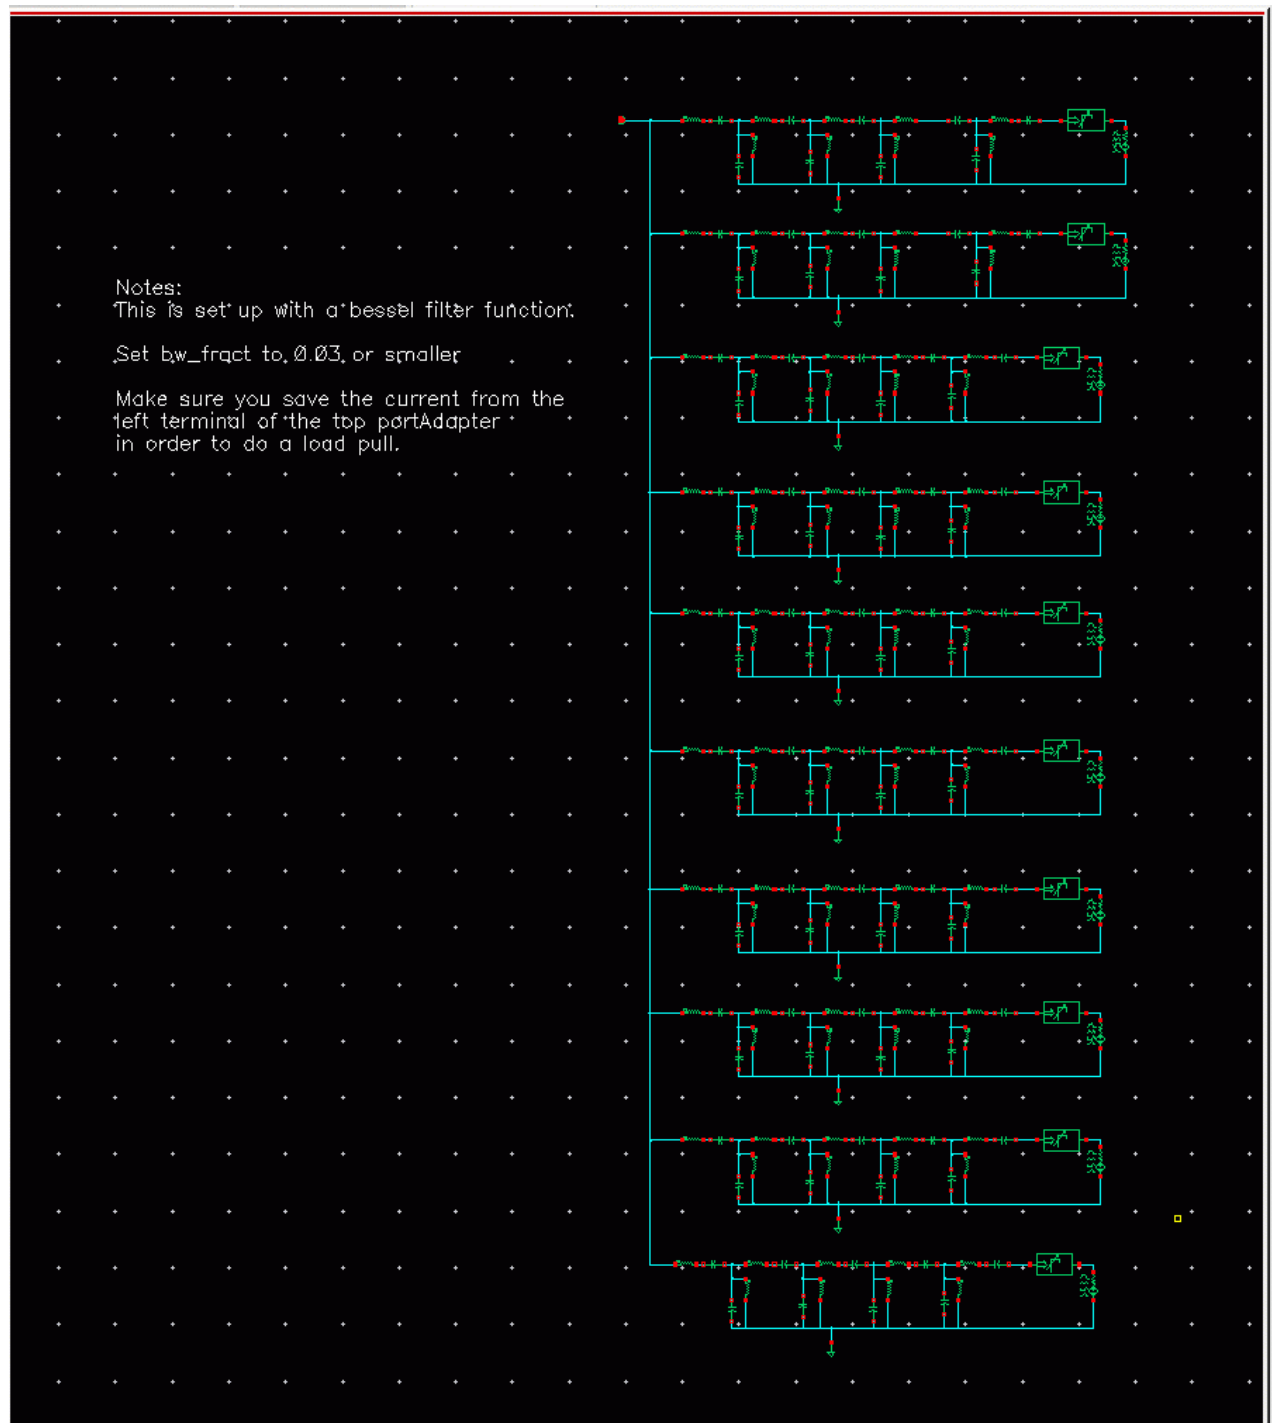 Notes:
This is set up with a bessel filter function.
Set bw_fract to 0.03 or smaller
Make sure you save the current from the
left terminal of the top portAdapter
in order to do a load pull.